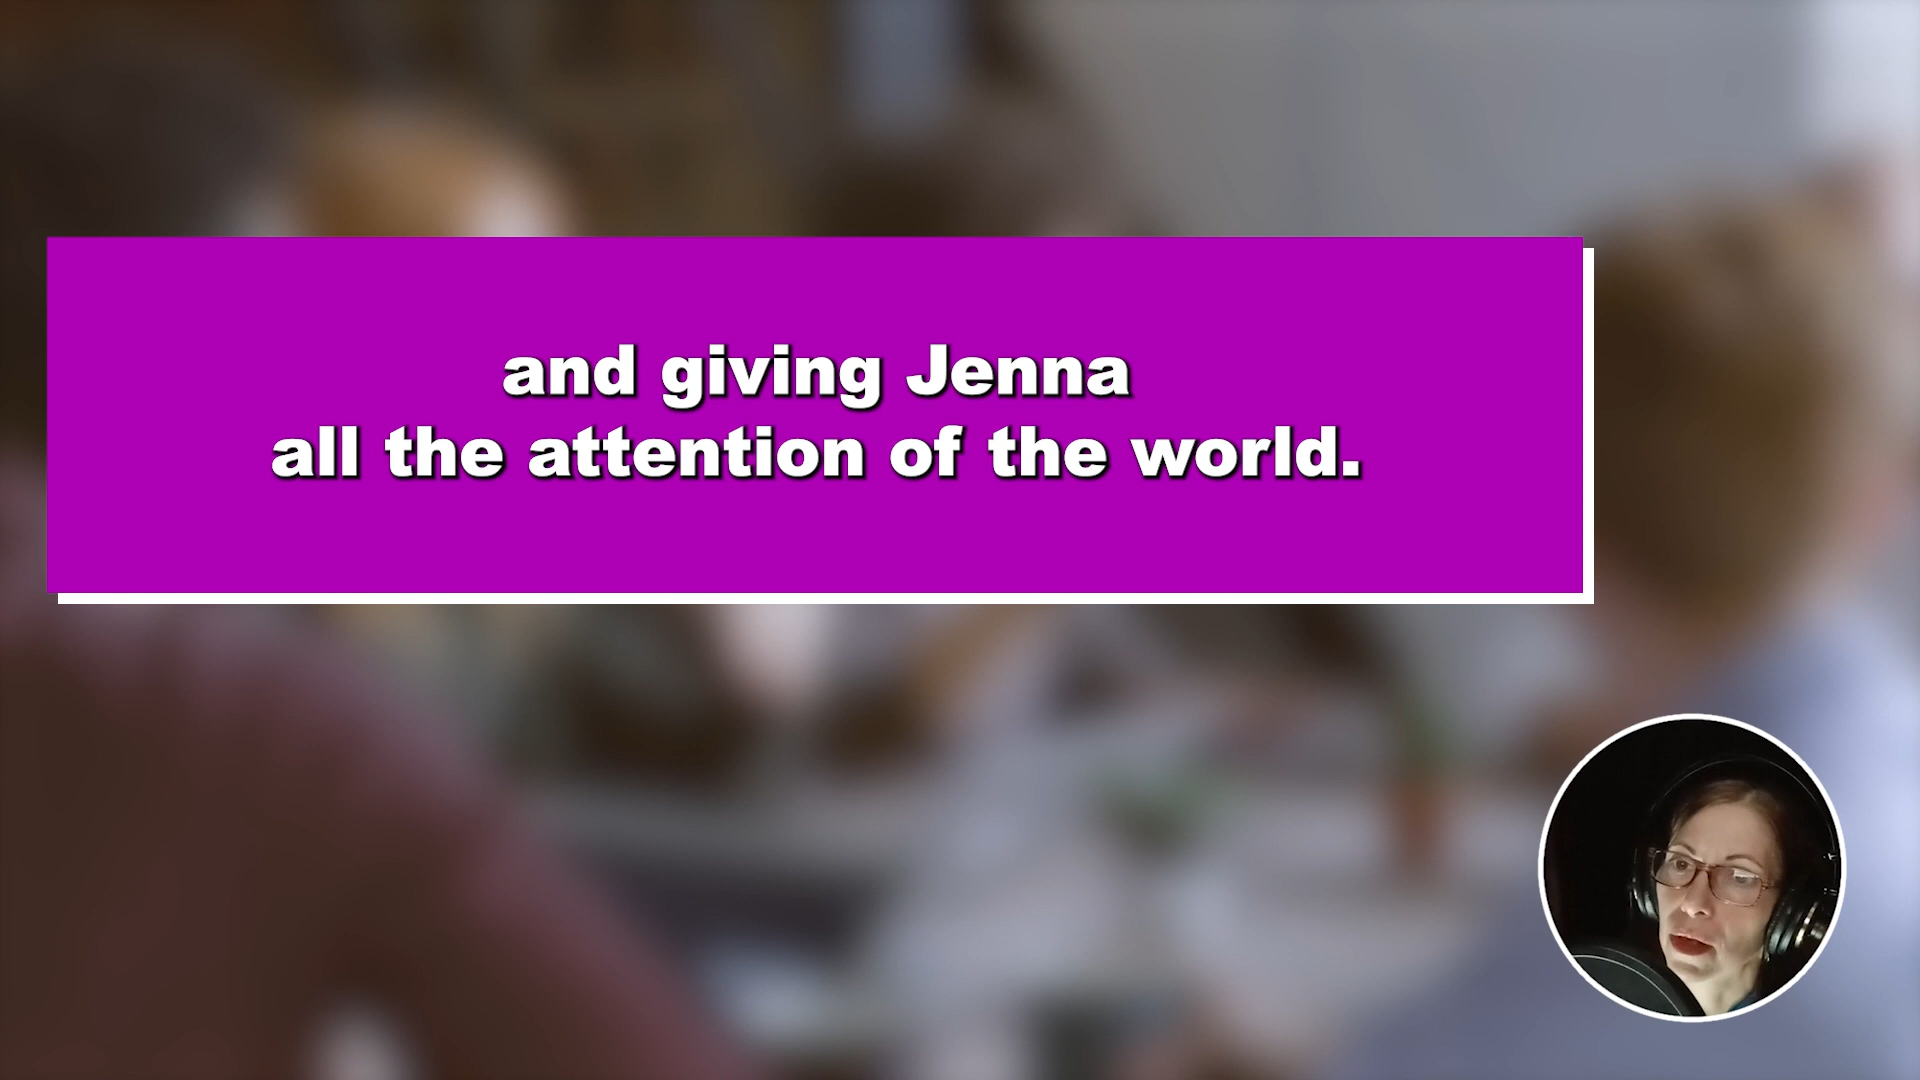 and giving Jenna
all the attention of the world.